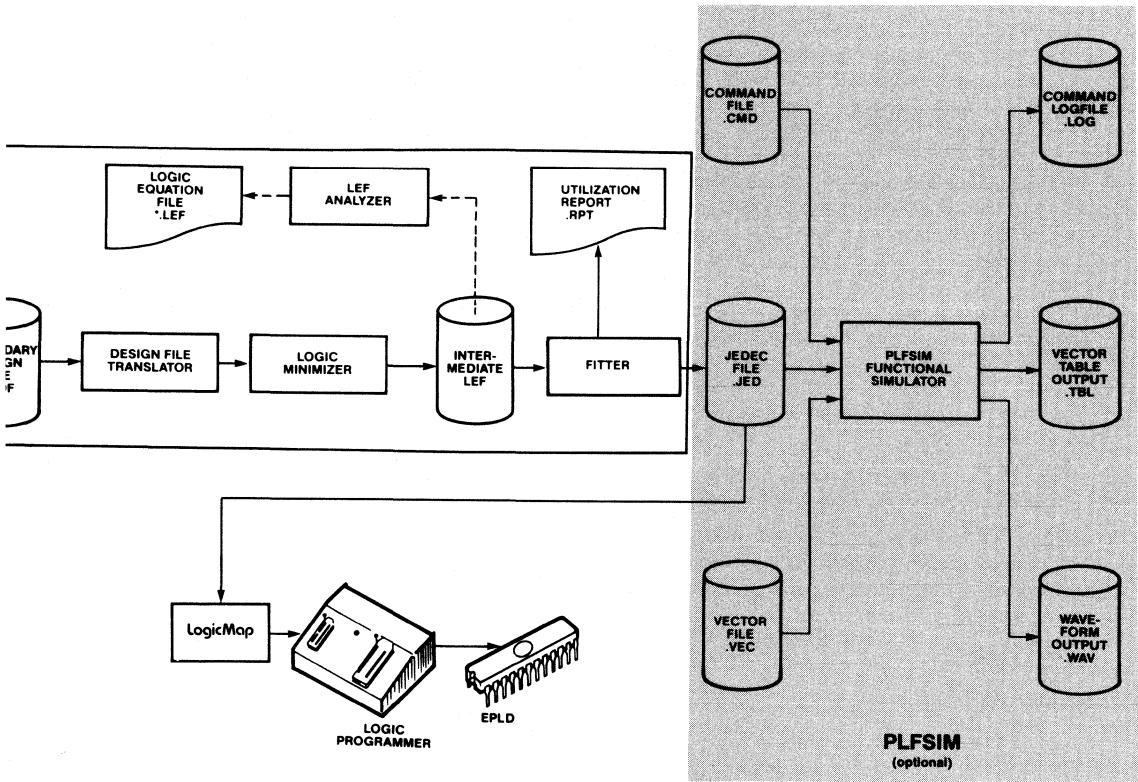 COMMAND
FILE
.CMD
COMMAND
LOGFILE
.LOG
LOGIC
EQUATION
FILE
*.LEF
LEF
ANALYZER
UTILIZATION
REPORT
.RPT
DESIGN FILE
TRANSLATOR
LOGIC
MINIMIZER
INTER-
MEDIATE
LEF
FITTER
JEDEC
FILE
.JED
PLFSIM
FUNCTIONAL
SIMULATOR
VECTOR
TABLE
OUTPUT
.TBL
LogicMap
LOGIC
PROGRAMMER
EPLD
VECTOR
FILE
.VEC
WAVE-
FORM
OUTPUT
.WAV
PLFSIM
(optional)